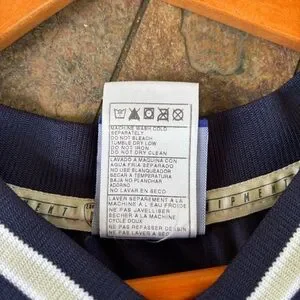 MACHINE WASH COLD
SEPARATELY
DO NOT BLEACH
TUMBLE DRY LOW
DO NOT IRON
DO NOT DRY CLEAN
LAVADO A MAQUINA CON
AGUA FRIA SEPARADO
NO USE BLANQUEADOR
SECAR A TEMPERATURA
BAJA NO PLANCHAR
ADORNO
NO LAVAR EN SECO
LAVER SEPAREMENT A LA
MACHINE A L'EAU FROIDE
NE PAS JAVELLISER
SECHER A LA MACHINE
CYCLE DOUX
NE PAS REPASSER DESSIN
NE PAS LAVER A SEC